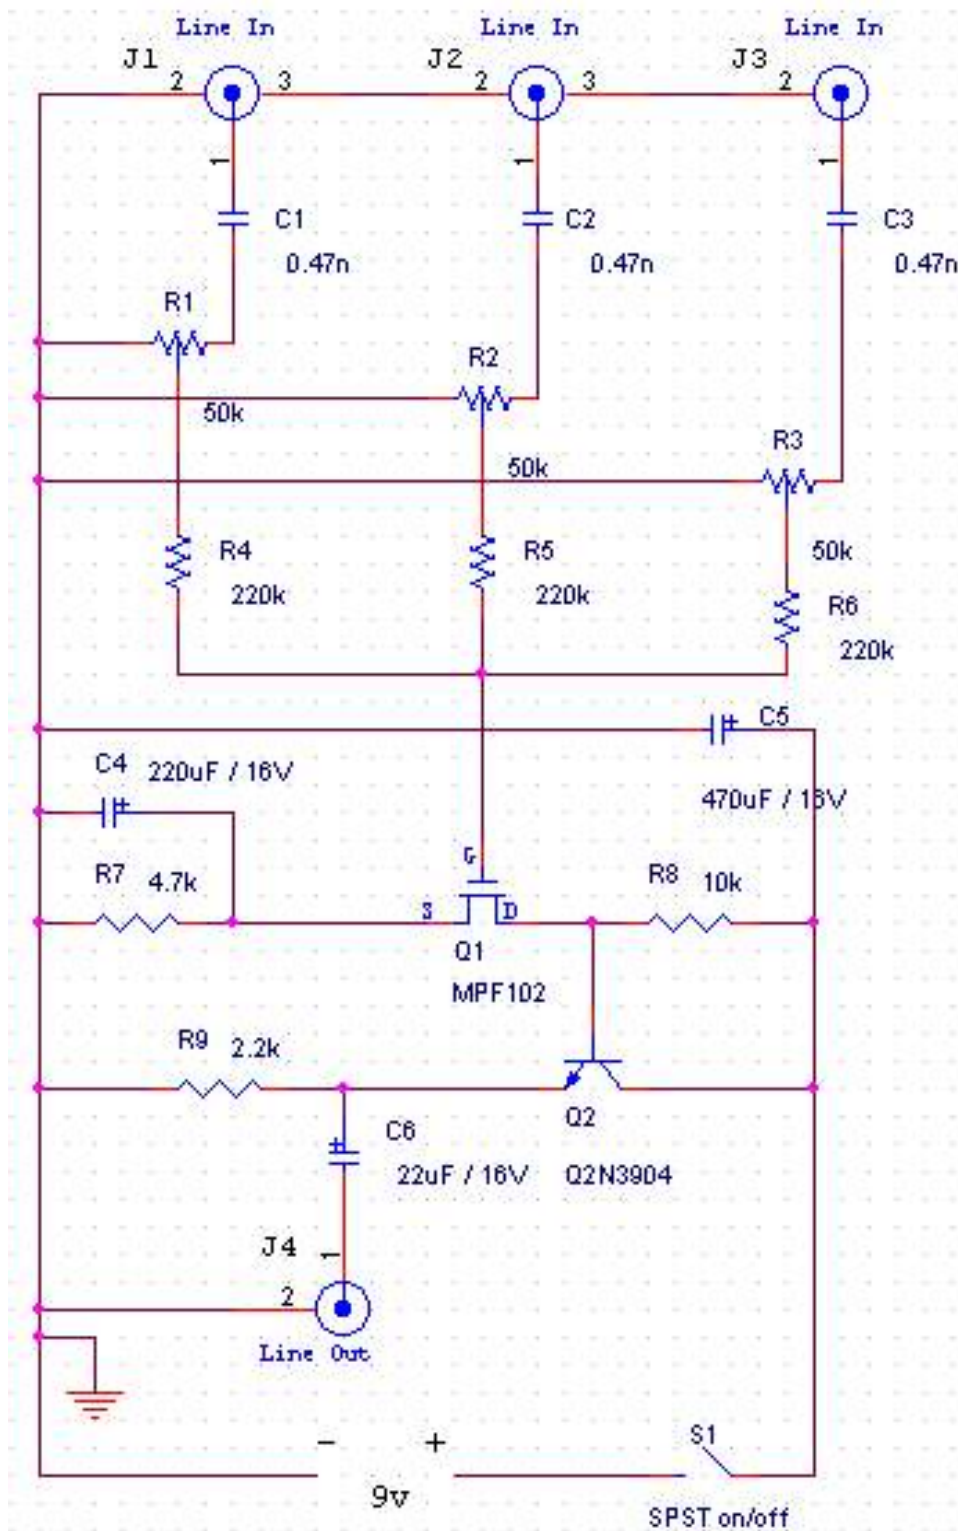 Line In Line In Line In
J1 2 3 J2 2 3 J3 2
1 1 1
C1 C2 C3
0.47n 0.47n 0.47n
R1
R2
50k
R3
50k
R4 R5 50k
220k 220k R6
220k
C5
C4 220uF / 16V
470uF / 16V
G
R7 4.7k R8 10k
S D
Q1
MPF102
R9 2.2k
Q2
C6
22uF / 16V Q2N3904
J4 1
2
Line Out
- + S1
9v
SPST on/off